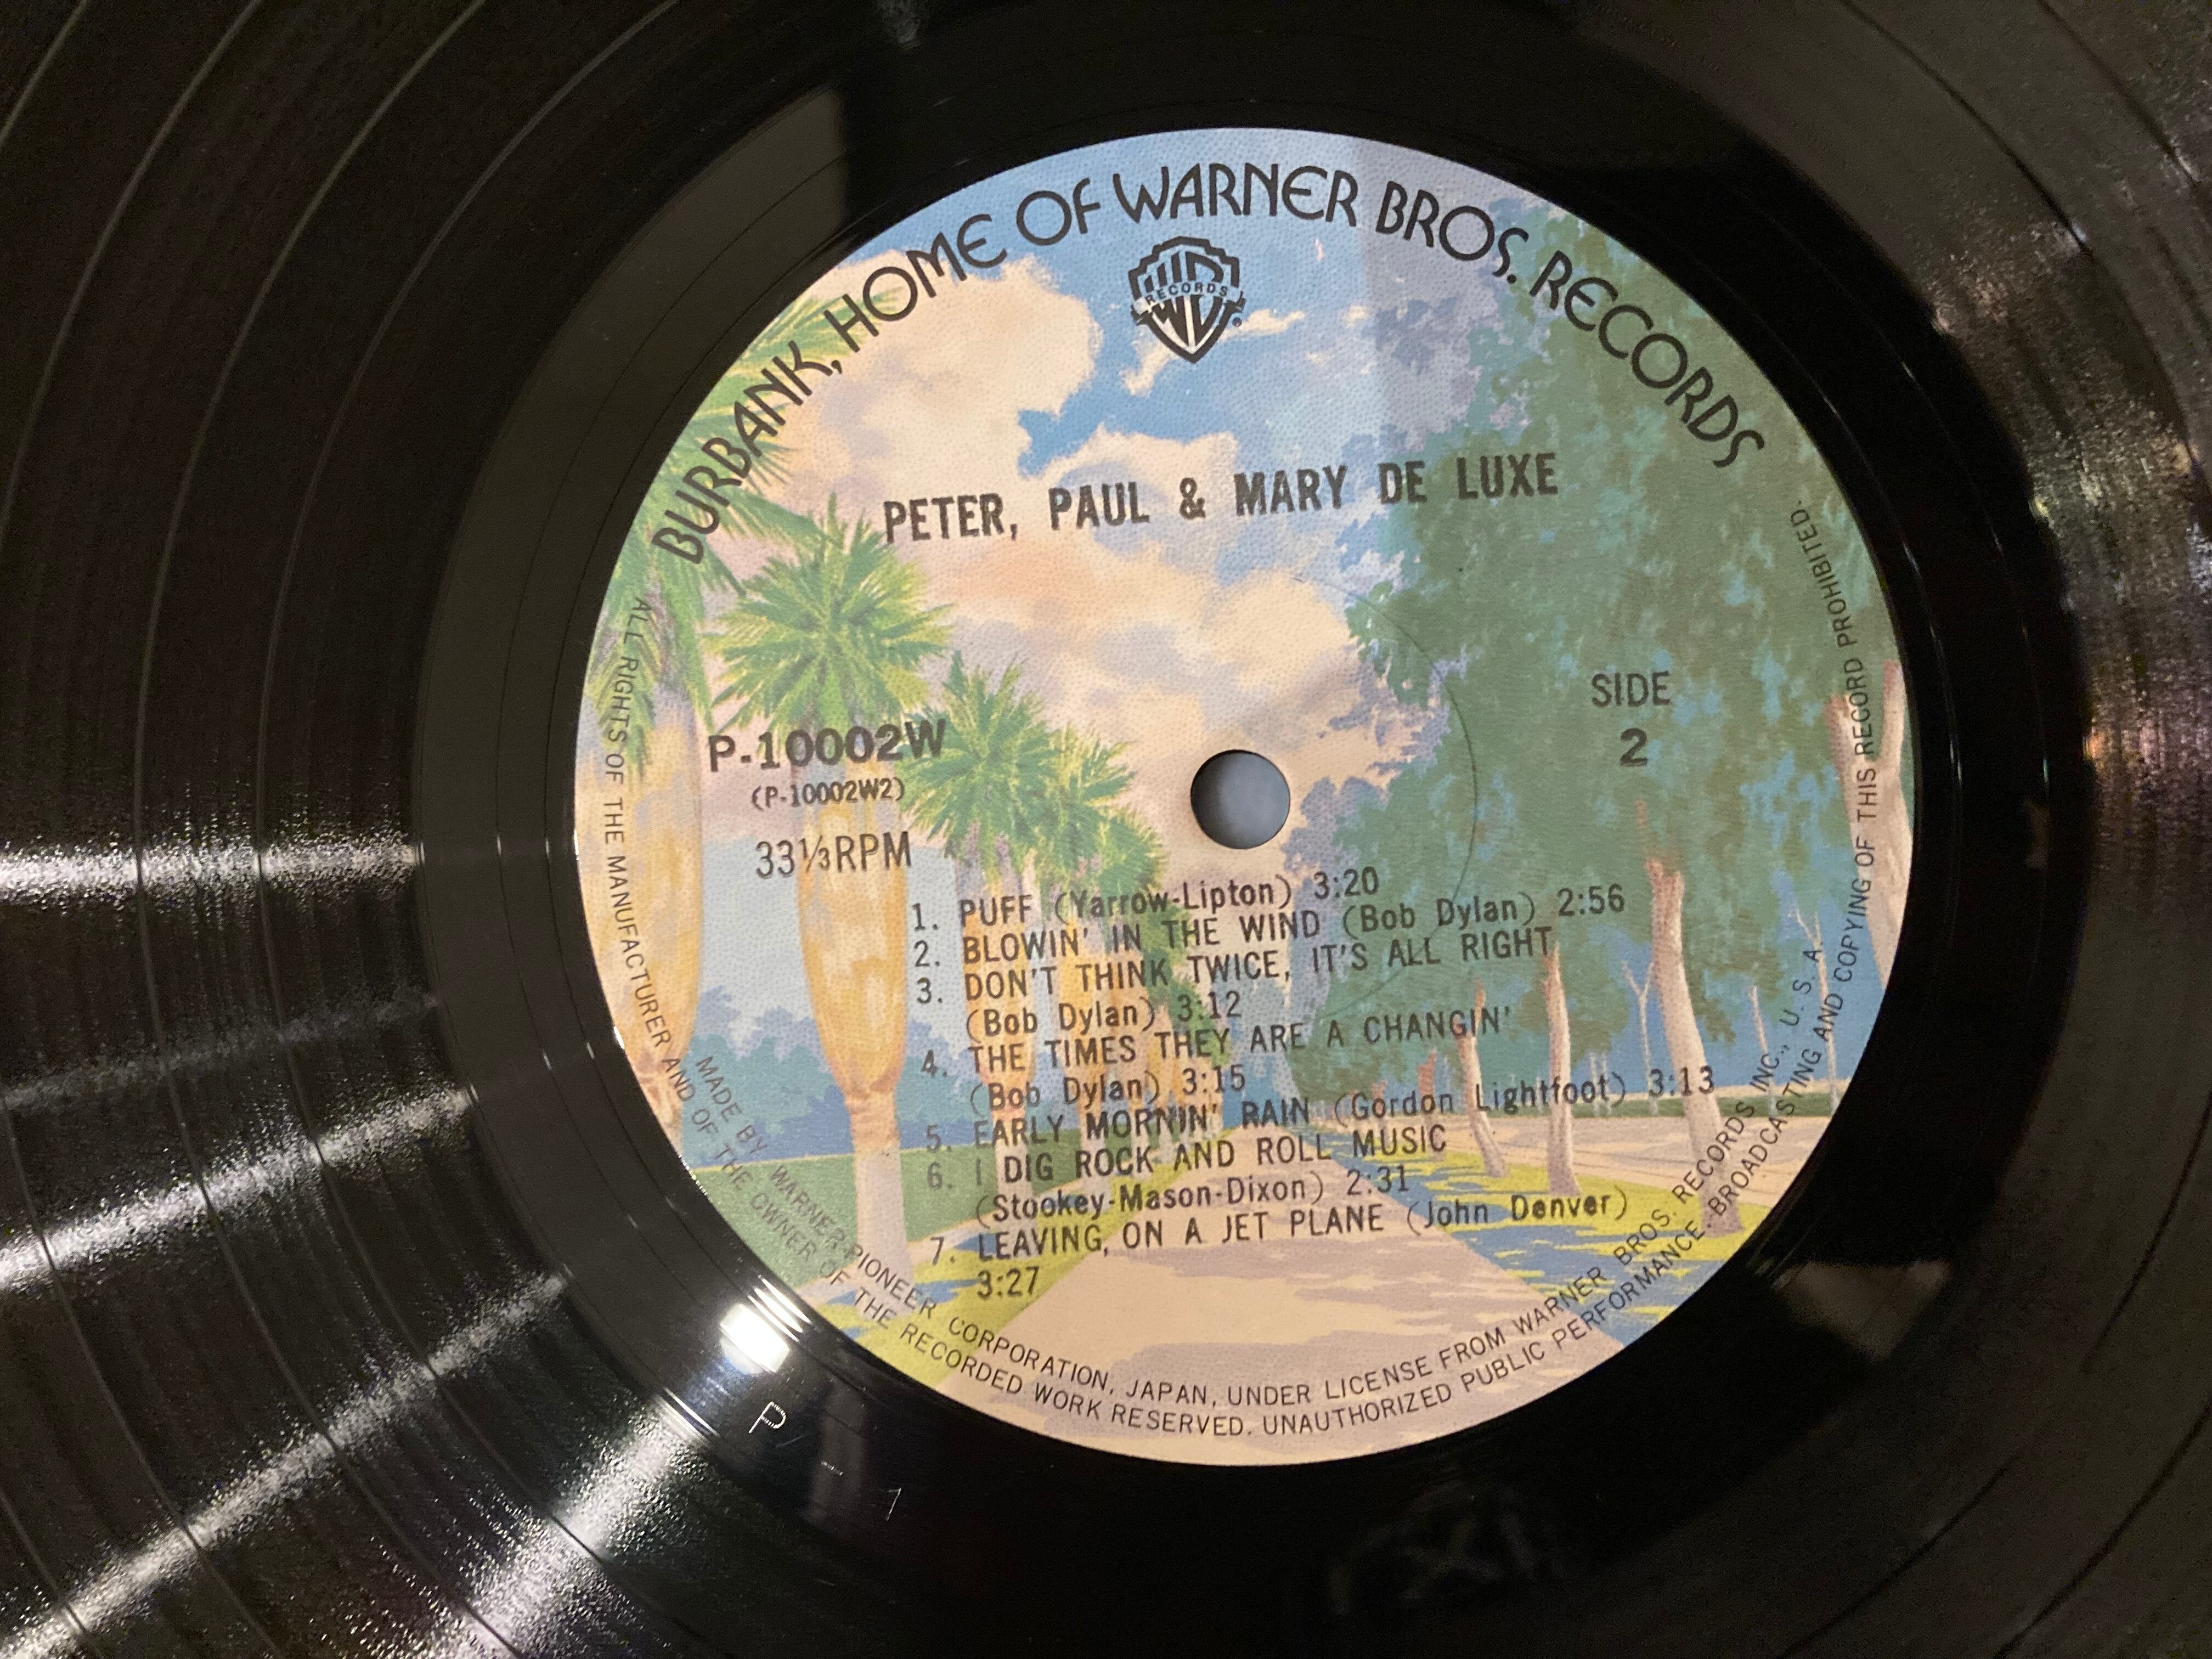 BURBANK, HOME OF WARNER BROS. RECORDS
RECORDS
PETER, PAUL & MARY DE LUXE
SIDE
2
P-10002W
(P-10002W2)
33⅓RPM
1. PUFF (Yarrow-Lipton) 3:20
2. BLOWIN' IN THE WIND (Bob Dylan) 2:56
3. DON'T THINK TWICE, IT'S ALL RIGHT
(Bob Dylan) 3:12
4. THE TIMES THEY ARE A CHANGIN'
(Bob Dylan) 3:15
5. EARLY MORNIN' RAIN (Gordon Lightfoot) 3:13
6. I DIG ROCK AND ROLL MUSIC
(Stookey-Mason-Dixon) 2:31
7. LEAVING, ON A JET PLANE (John Denver)
3:27
MADE BY WARNER-PIONEER CORPORATION, JAPAN, UNDER LICENSE FROM WARNER BROS. RECORDS INC., U. S. A.
ALL RIGHTS OF THE MANUFACTURER AND OF THE OWNER OF THE RECORDED WORK RESERVED. UNAUTHORIZED PUBLIC PERFORMANCE. BROADCASTING AND COPYING OF THIS RECORD PROHIBITED.
P